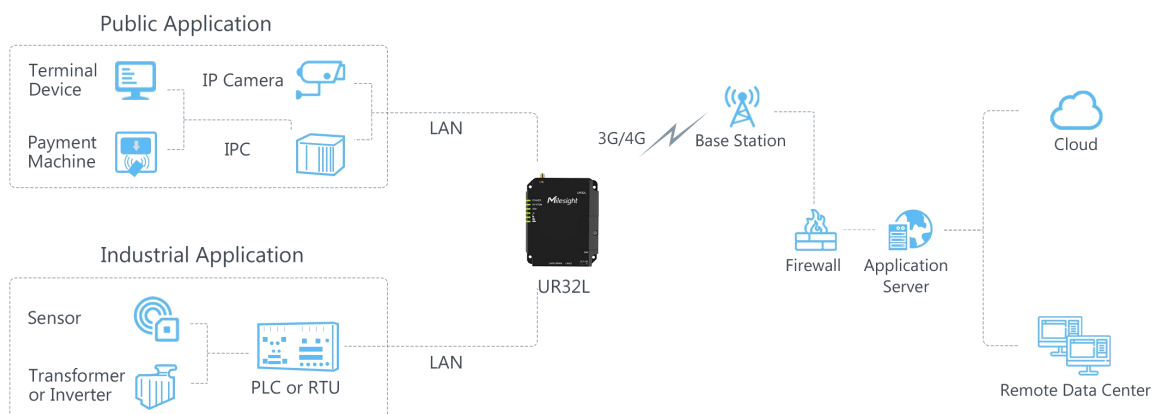 Public Application
Terminal
Device
IP Camera
Payment
Machine
IPC
LAN
3G/4G
Base Station
Cloud
Milesight
UR32L
Firewall
Application
Server
Industrial Application
Sensor
Transformer
or Inverter
PLC or RTU
LAN
Remote Data Center